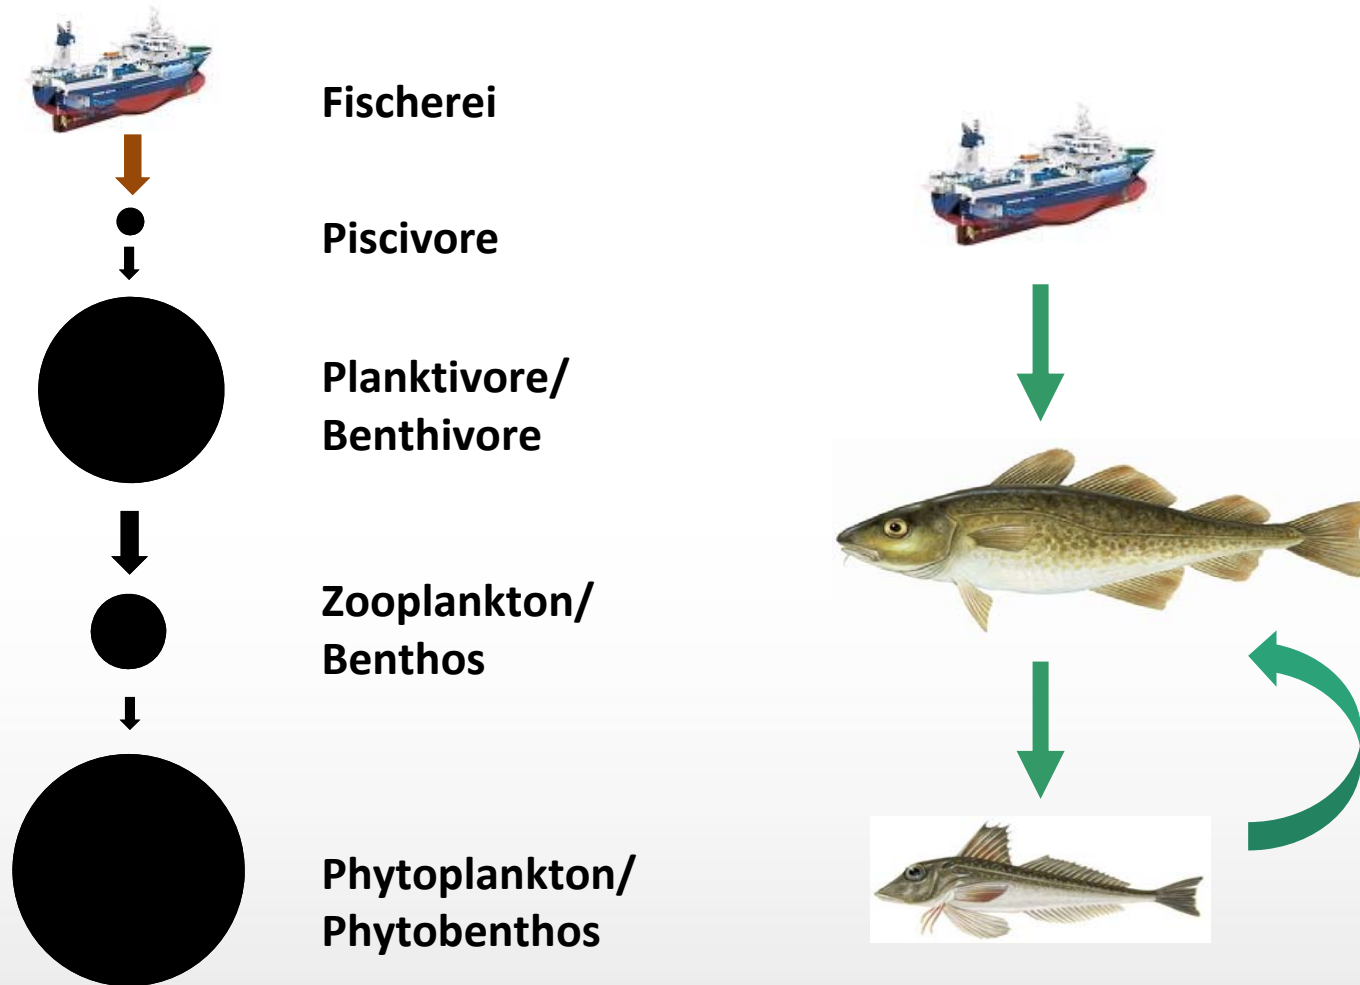 Fischerei
Piscivore
Planktivore/
Benthivore
Zooplankton/
Benthos
Phytoplankton/
Phytobenthos